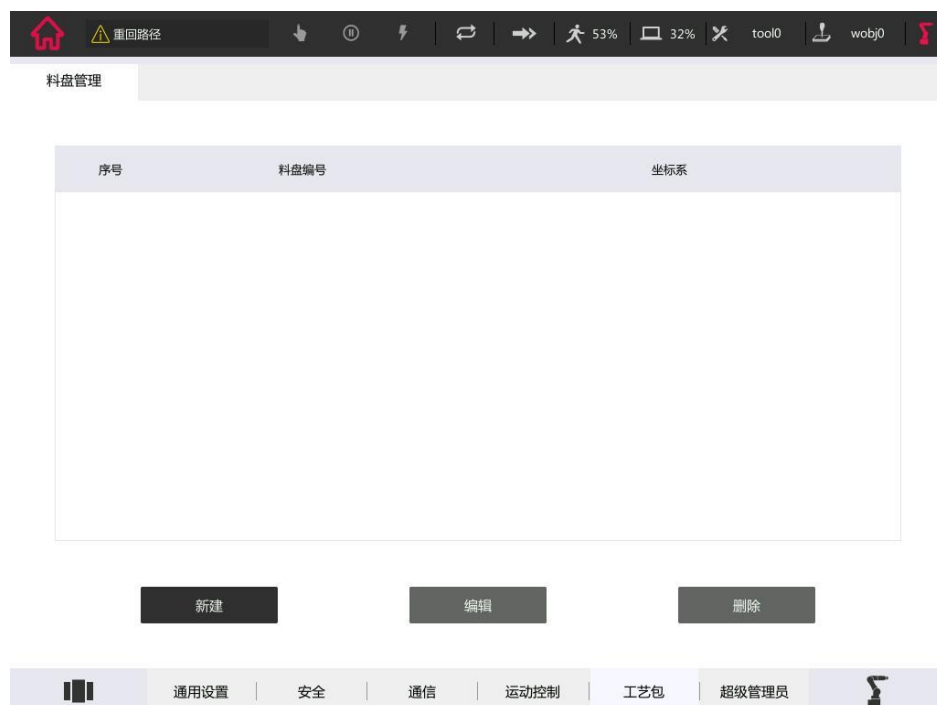 重回路径 53% 32% tool0 wobj0
料盘管理
序号 料盘编号 坐标系
新建 编辑 删除
通用设置 安全 通信 运动控制 工艺包 超级管理员